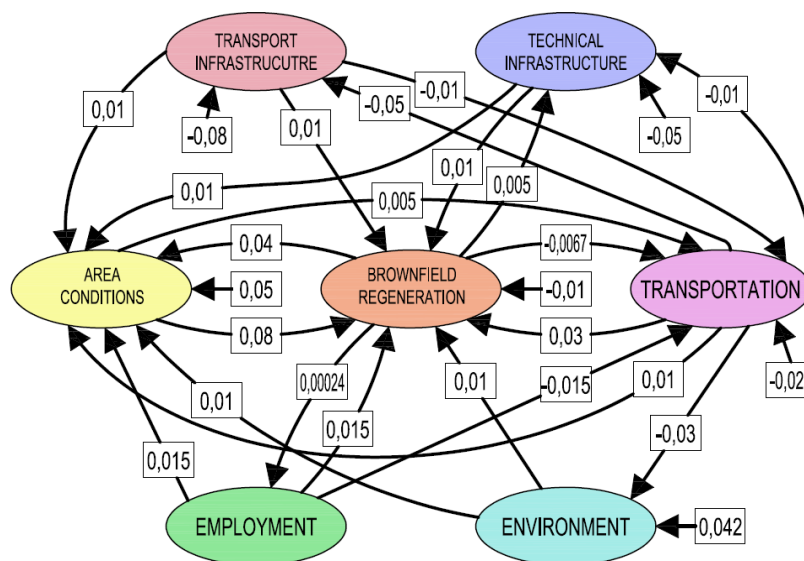 TRANSPORT
INFRASTRUCUTRE
TECHNICAL
INFRASTRUCTURE
-0,01
-0,01
0,01
-0,05
-0,08
0,01
-0,05
0,01
0,01
0,005
0,005
0,04
-0,0067
AREA
CONDITIONS
0,05
BROWNFIELD
REGENERATION
-0,01
TRANSPORTATION
0,08
0,03
0,00024
0,01
0,01
-0,015
0,01
-0,02
0,015
0,015
-0,03
EMPLOYMENT
ENVIRONMENT
0,042